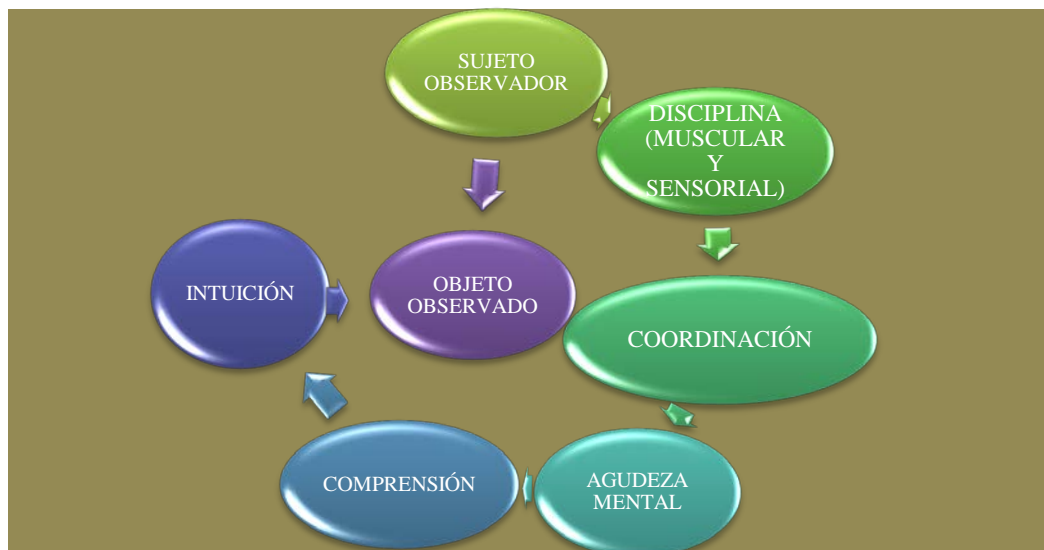 SUJETO
OBSERVADOR
DISCIPLINA
(MUSCULAR
Y
SENSORIAL)
INTUICIÓN
OBJETO
OBSERVADO
COORDINACIÓN
COMPRENSIÓN
AGUDEZA
MENTAL